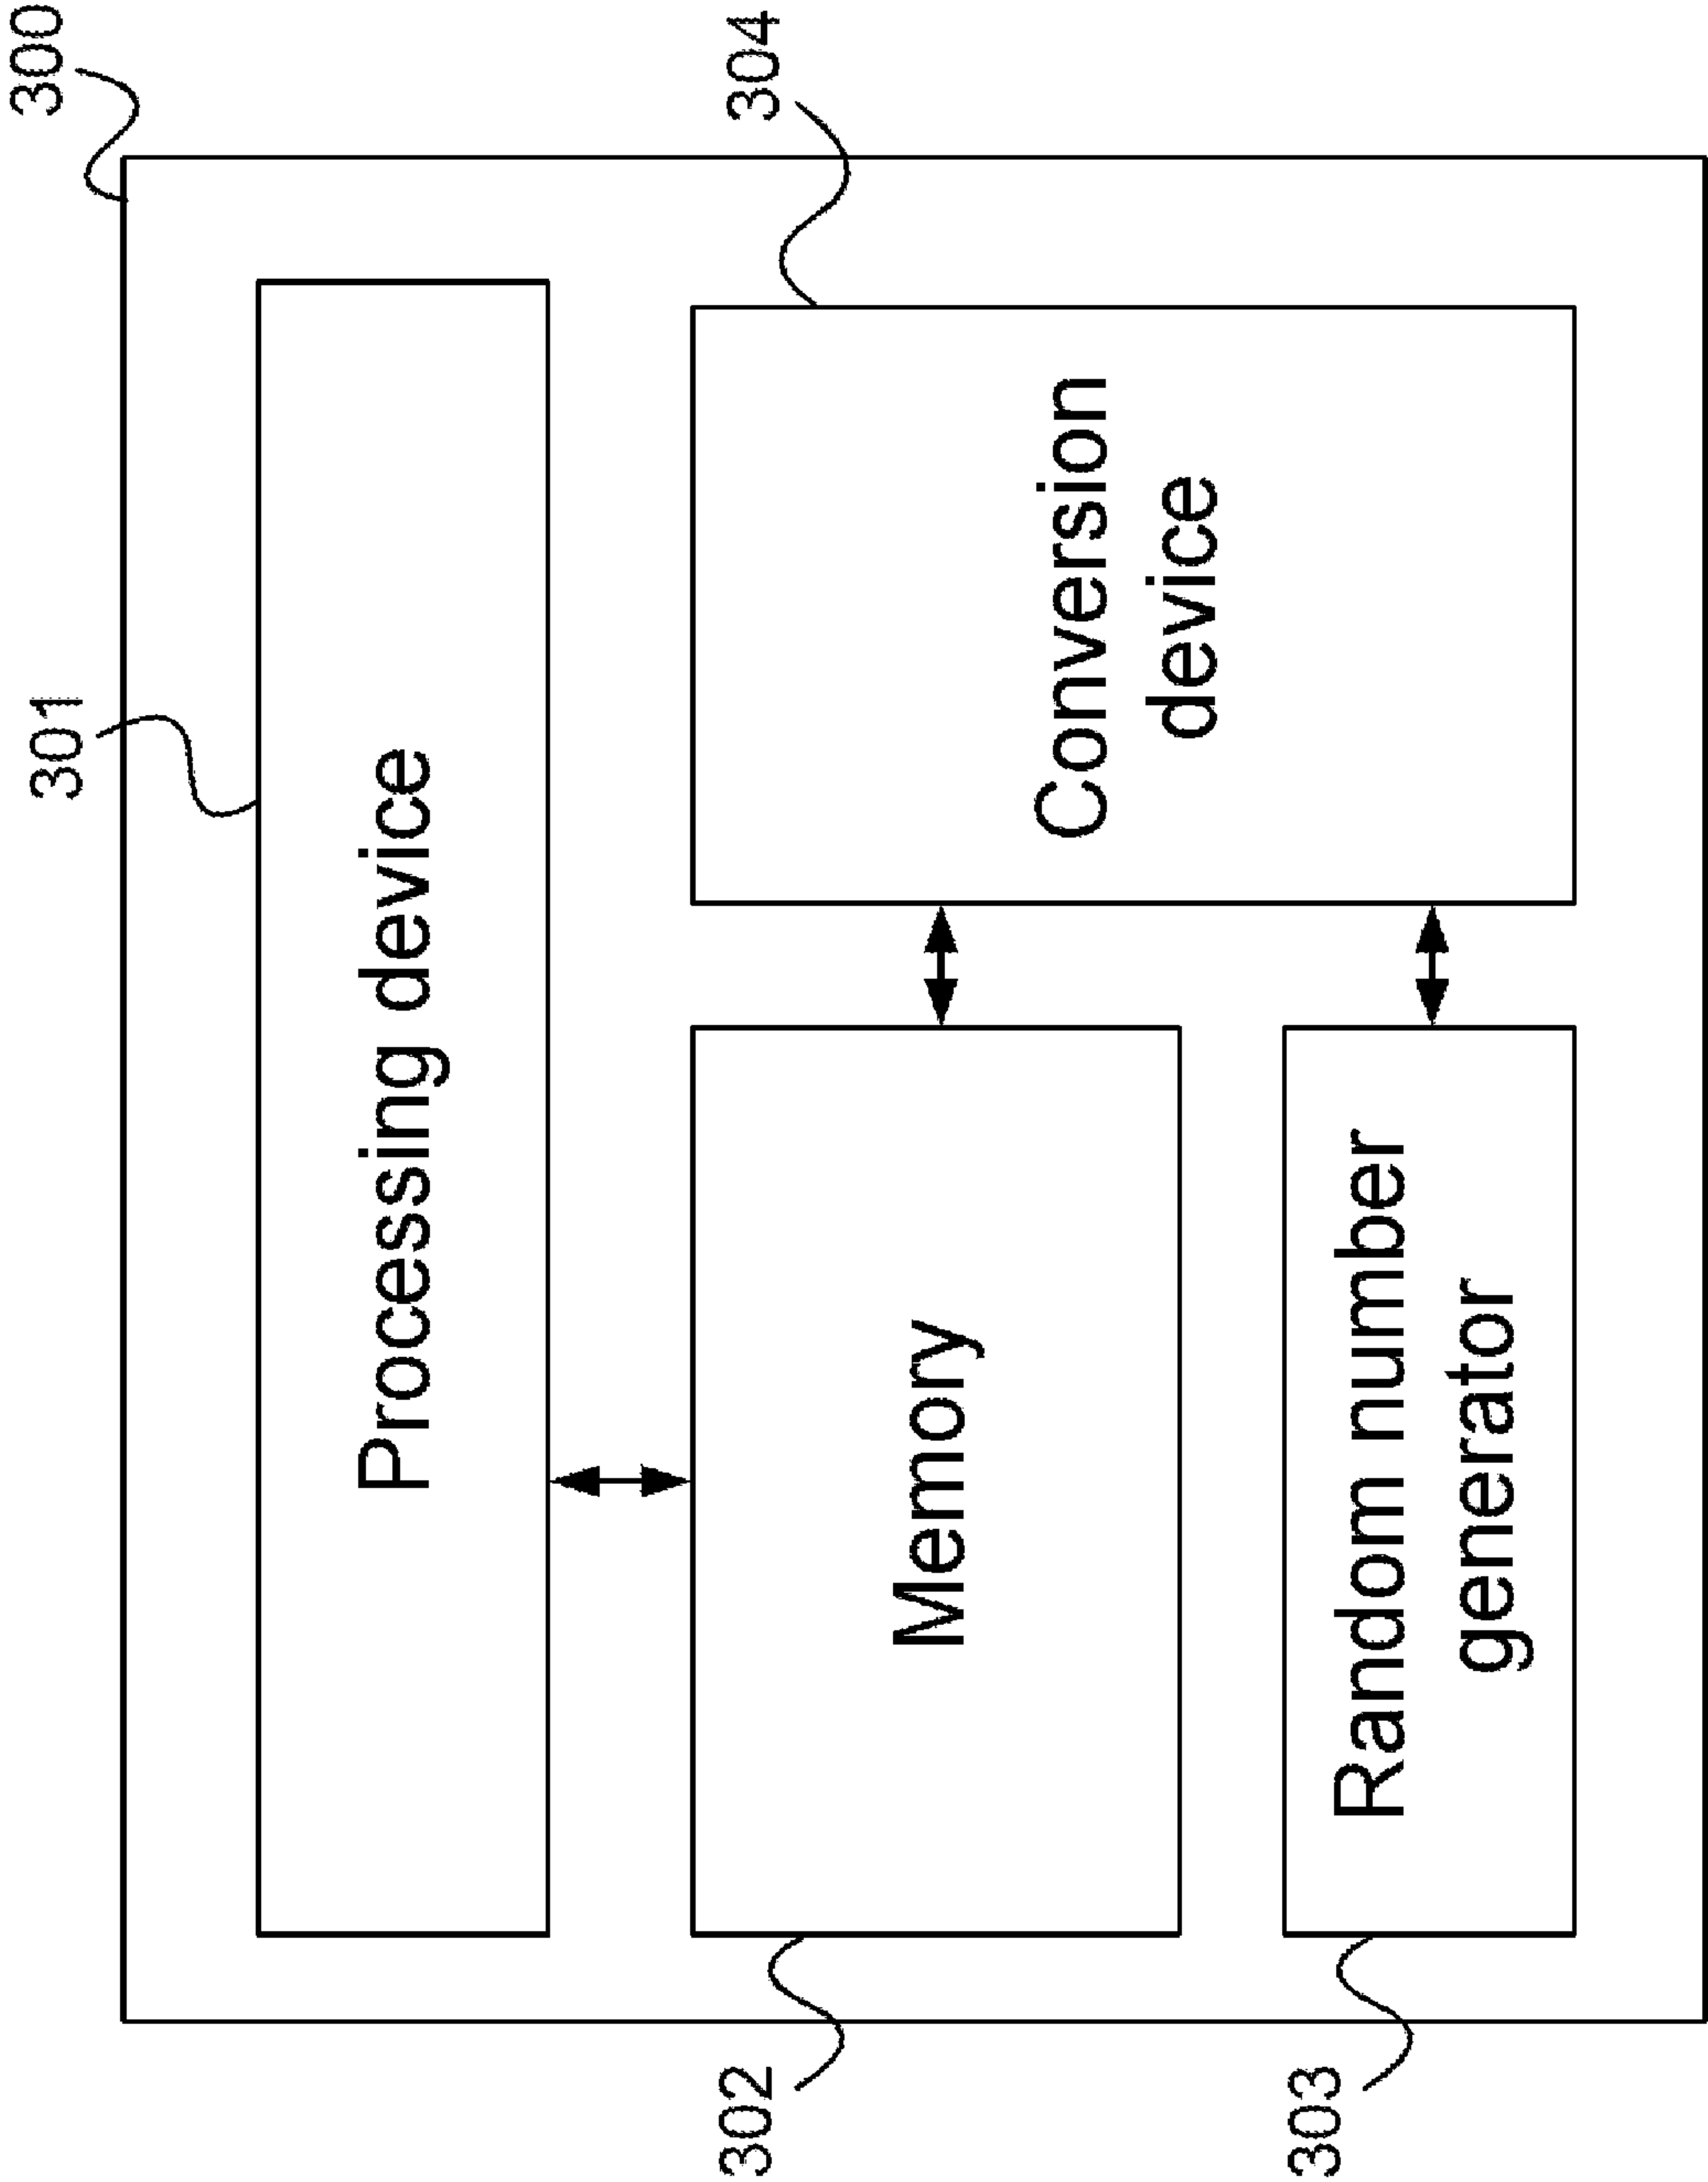 300
301
Processing device
304
302
Memory
Conversion
device
303
Random number
generator